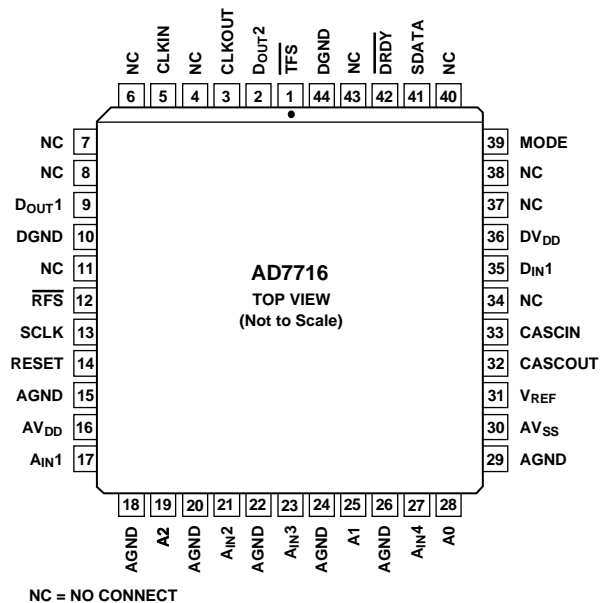 NC CLKIN NC CLKOUT DOUT2 TFS DGND NC DRDY SDATA NC
6 5 4 3 2 1 44 43 42 41 40
NC 7
NC 8
DOUT1 9
DGND 10
NC 11
RFS 12
SCLK 13
RESET 14
AGND 15
AVDD 16
AIN1 17
AD7716
TOP VIEW
(Not to Scale)
39 MODE
38 NC
37 NC
36 DVDD
35 DIN1
34 NC
33 CASCIN
32 CASCOUT
31 VREF
30 AVSS
29 AGND
18 19 20 21 22 23 24 25 26 27 28
AGND A2 AGND AIN2 AGND AIN3 AGND A1 AGND AIN4 A0
NC = NO CONNECT